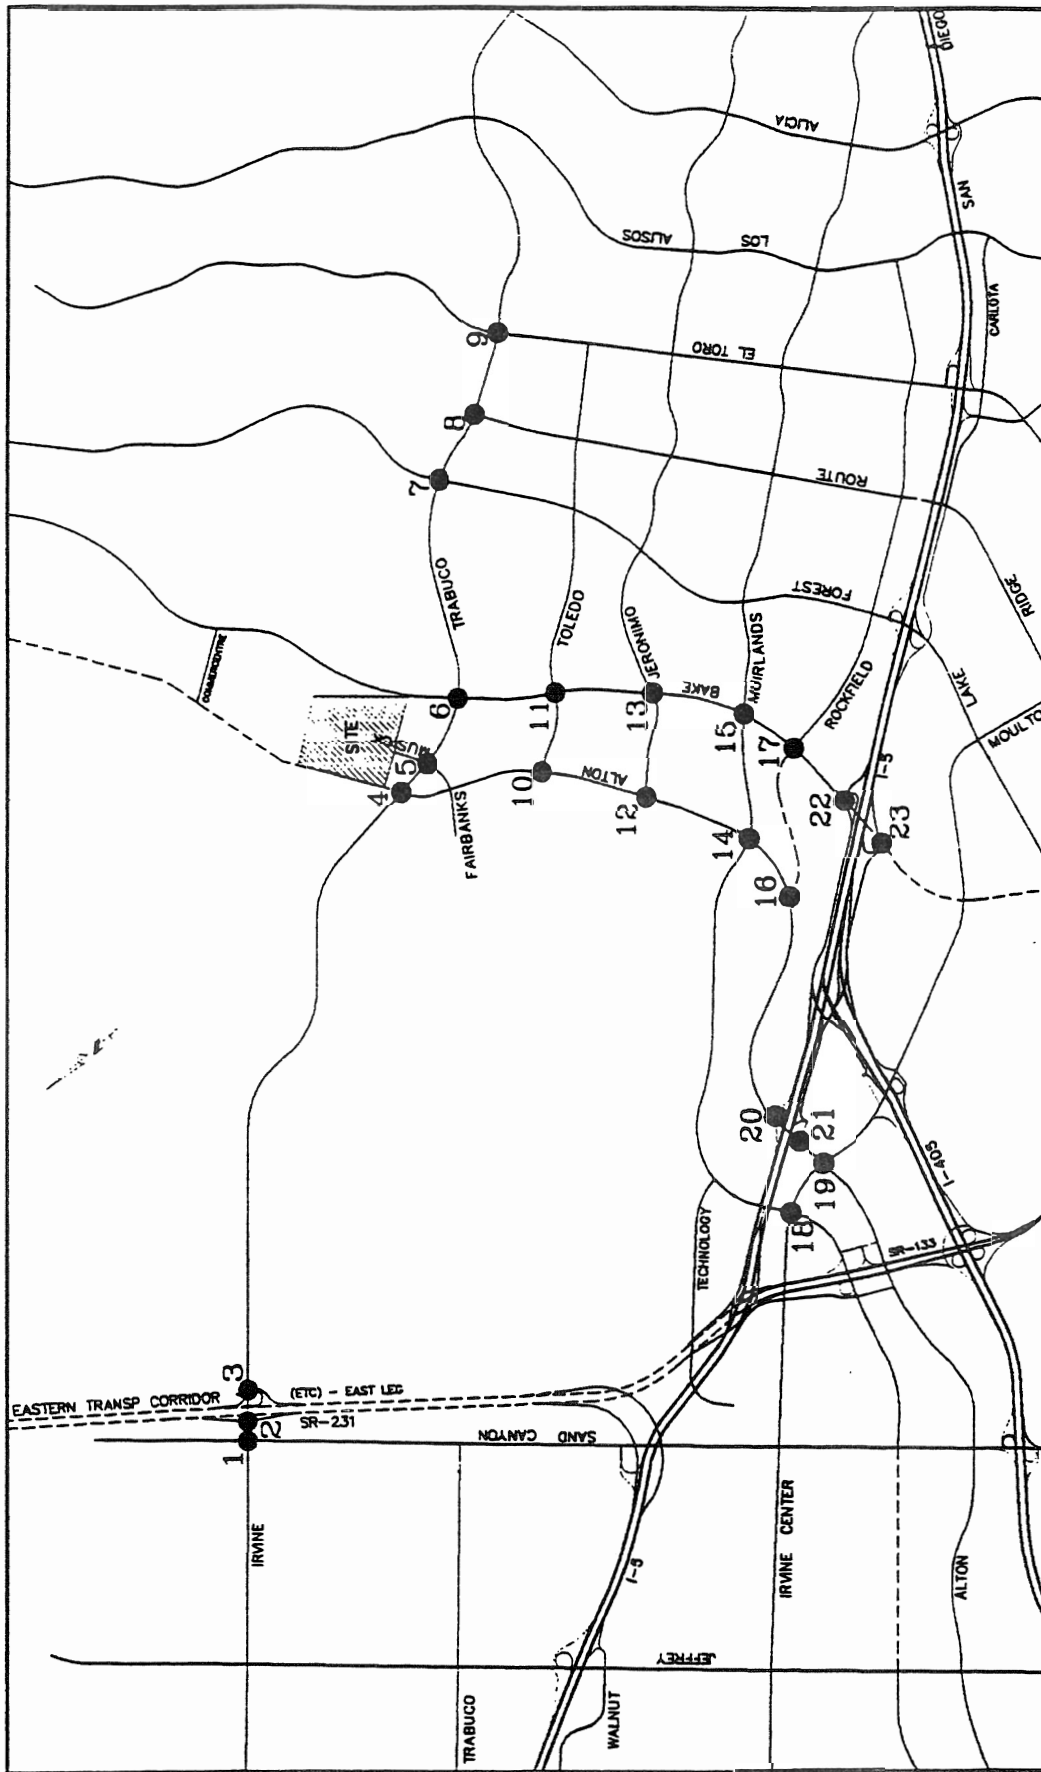 EASTERN TRANSP CORRIDOR
(ETC) - EAST LEG
SR-231
1
2
3
IRVINE
SAND CANYON
TRABUCO
JEFFREY
WALNUT
I-5
IRVINE CENTER
ALTON
TECHNOLOGY
SR-133
I-405
18
19
20
21
COMMERCENTRE
SITE
MUSICK
4
5
6
FAIRBANKS
TRABUCO
7
8
9
10
11
TOLEDO
ALTON
12
13
JERONIMO
BAKE
14
15
MUIRLANDS
16
17
ROCKFIELD
22
23
I-5
FOREST
LAKE
MOULTO
RIDGE
ROUTE
EL TORO
LOS
ALISOS
ALICIA
CARLOTA
SAN
DIEGO